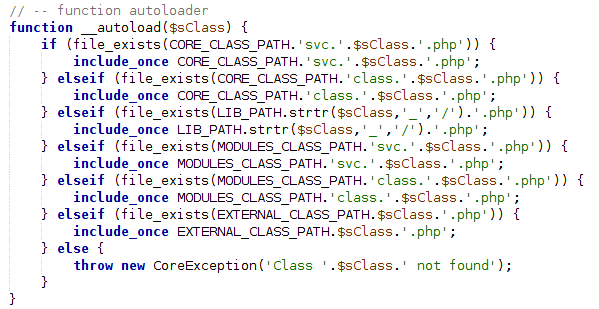 // -- function autoloader
function __autoload($sClass) {
    if (file_exists(CORE_CLASS_PATH.'svc.'.$sClass.'.php')) {
        include_once CORE_CLASS_PATH.'svc.'.$sClass.'.php';
    } elseif (file_exists(CORE_CLASS_PATH.'class.'.$sClass.'.php')) {
        include_once CORE_CLASS_PATH.'class.'.$sClass.'.php';
    } elseif (file_exists(LIB_PATH.strtr($sClass,'_','/').'.php')) {
        include_once LIB_PATH.strtr($sClass,'_','/').'.php';
    } elseif (file_exists(MODULES_CLASS_PATH.'svc.'.$sClass.'.php')) {
        include_once MODULES_CLASS_PATH.'svc.'.$sClass.'.php';
    } elseif (file_exists(MODULES_CLASS_PATH.'class.'.$sClass.'.php')) {
        include_once MODULES_CLASS_PATH.'class.'.$sClass.'.php';
    } elseif (file_exists(EXTERNAL_CLASS_PATH.$sClass.'.php')) {
        include_once EXTERNAL_CLASS_PATH.$sClass.'.php';
    } else {
        throw new CoreException('Class '.$sClass.' not found');
    }
}